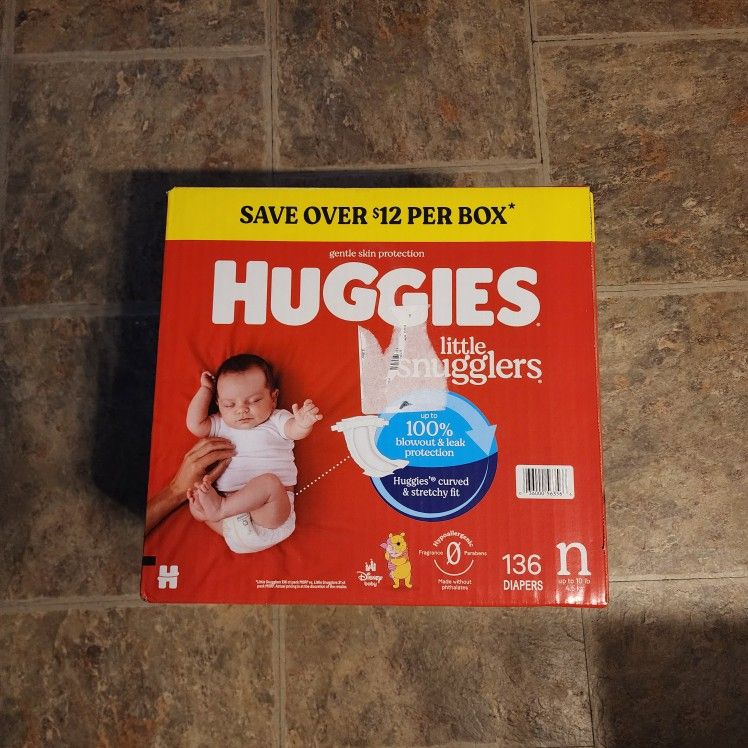 SAVE OVER $12 PER BOX*
gentle skin protection
HUGGIES®
little
snugglers®
up to
100%
blowout & leak
protection
Huggies'® curved
& stretchy fit
Disney
baby
Hypoallergenic
Fragrance 0 Parabens
Made without
phthalates
136
DIAPERS
n
up to 10 lb
H